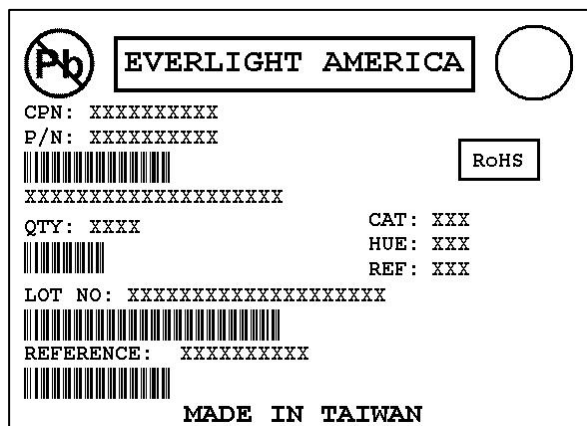 Pb EVERLIGHT AMERICA
CPN: XXXXXXXXXX
P/N: XXXXXXXXXX
RoHS
XXXXXXXXXXXXXXXXXXXX
QTY: XXXX
CAT: XXX
HUE: XXX
REF: XXX
LOT NO: XXXXXXXXXXXXXXXXXXXX
REFERENCE: XXXXXXXXXX
MADE IN TAIWAN